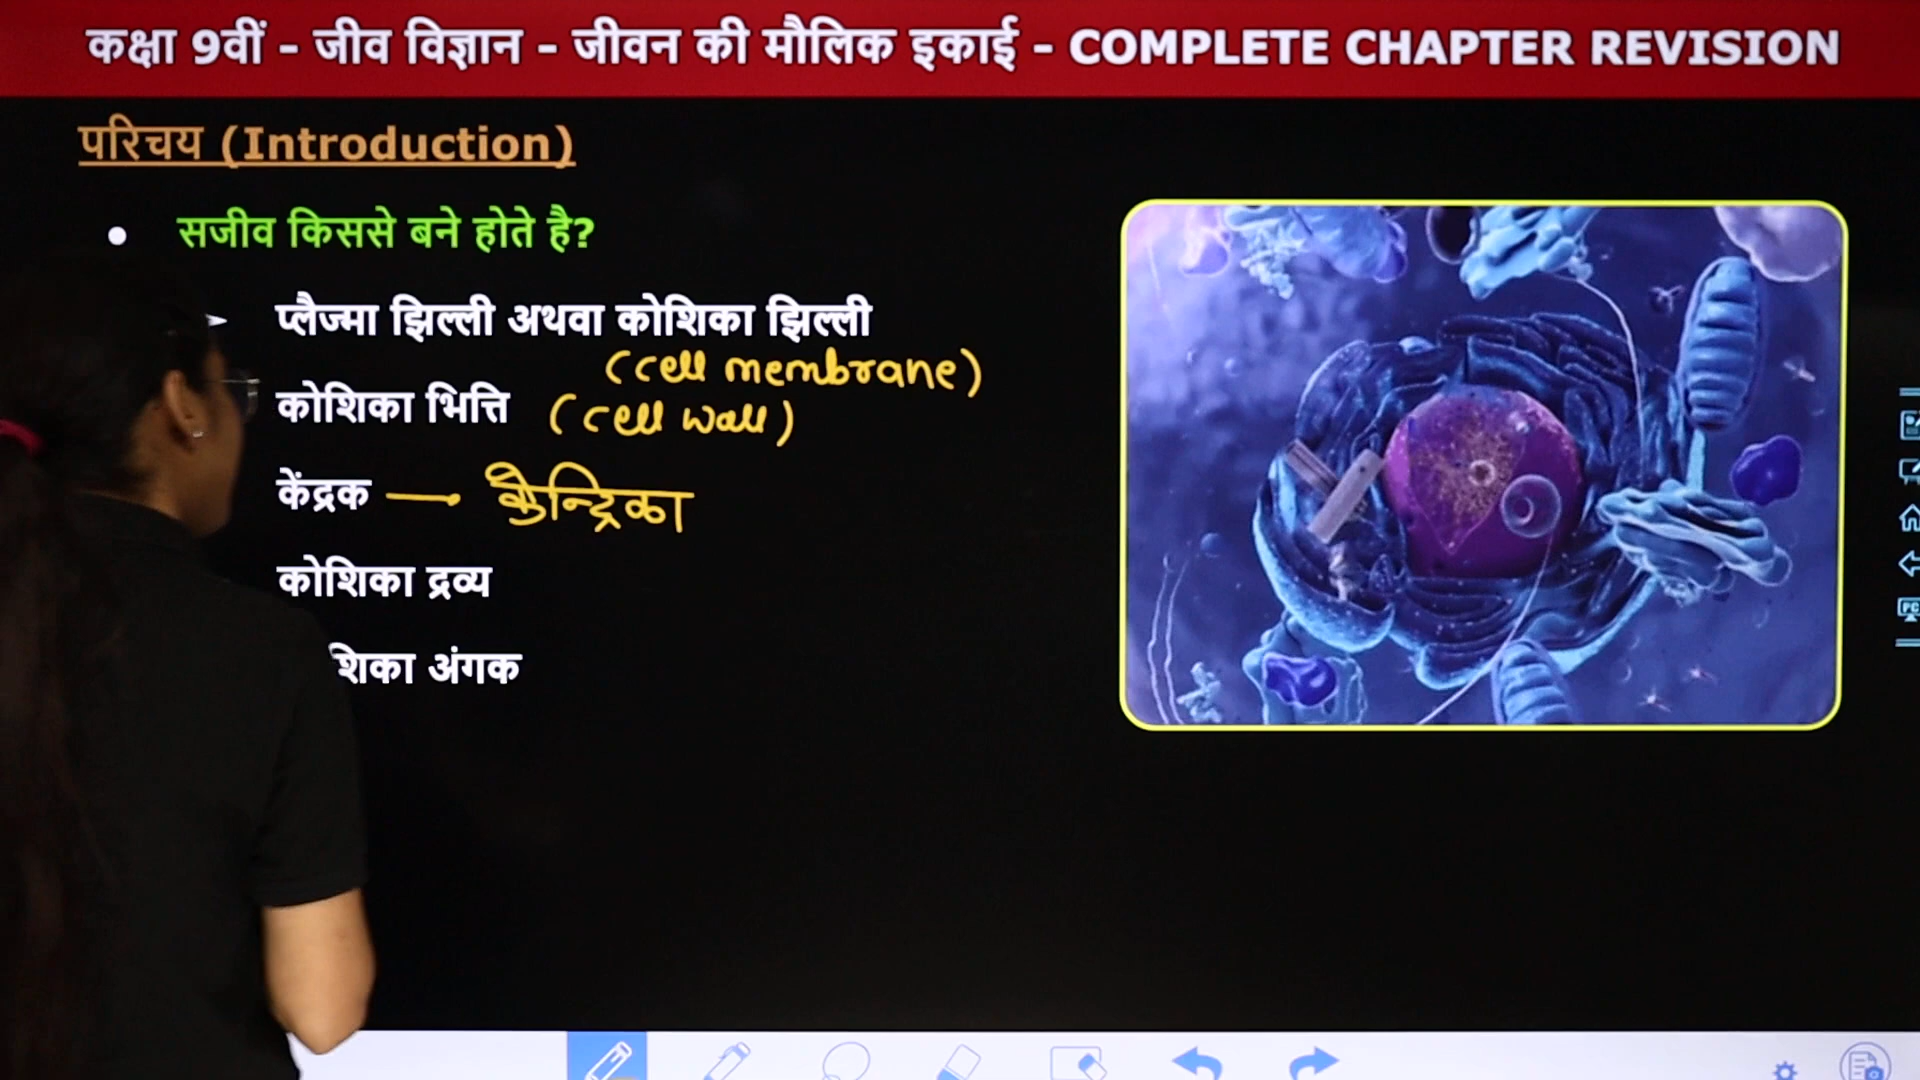 कक्षा 9वीं - जीव विज्ञान - जीवन की मौलिक इकाई - COMPLETE CHAPTER REVISION
परिचय (Introduction)
• सजीव किससे बने होते है?
प्लैज्मा झिल्ली अथवा कोशिका झिल्ली
(cell membrane)
कोशिका भित्ति (cell wall)
केंद्रक → केन्द्रिका
कोशिका द्रव्य
शिका अंगक